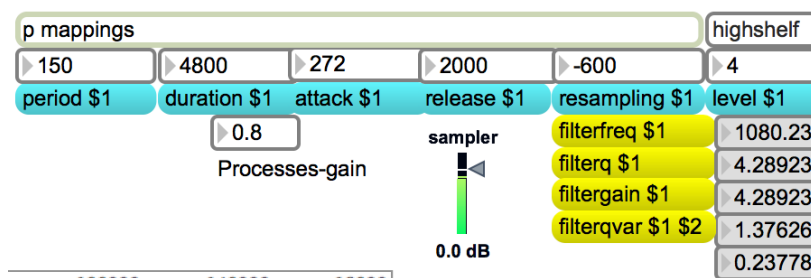 p mappings highshelf
150 4800 272 2000 -600 4
period $1 duration $1 attack $1 release $1 resampling $1 level $1
0.8 sampler filterfreq $1 1080.23
Processes-gain filterq $1 4.28923
filtergain $1 4.28923
filterqvar $1 $2 1.37626
0.0 dB 0.23778